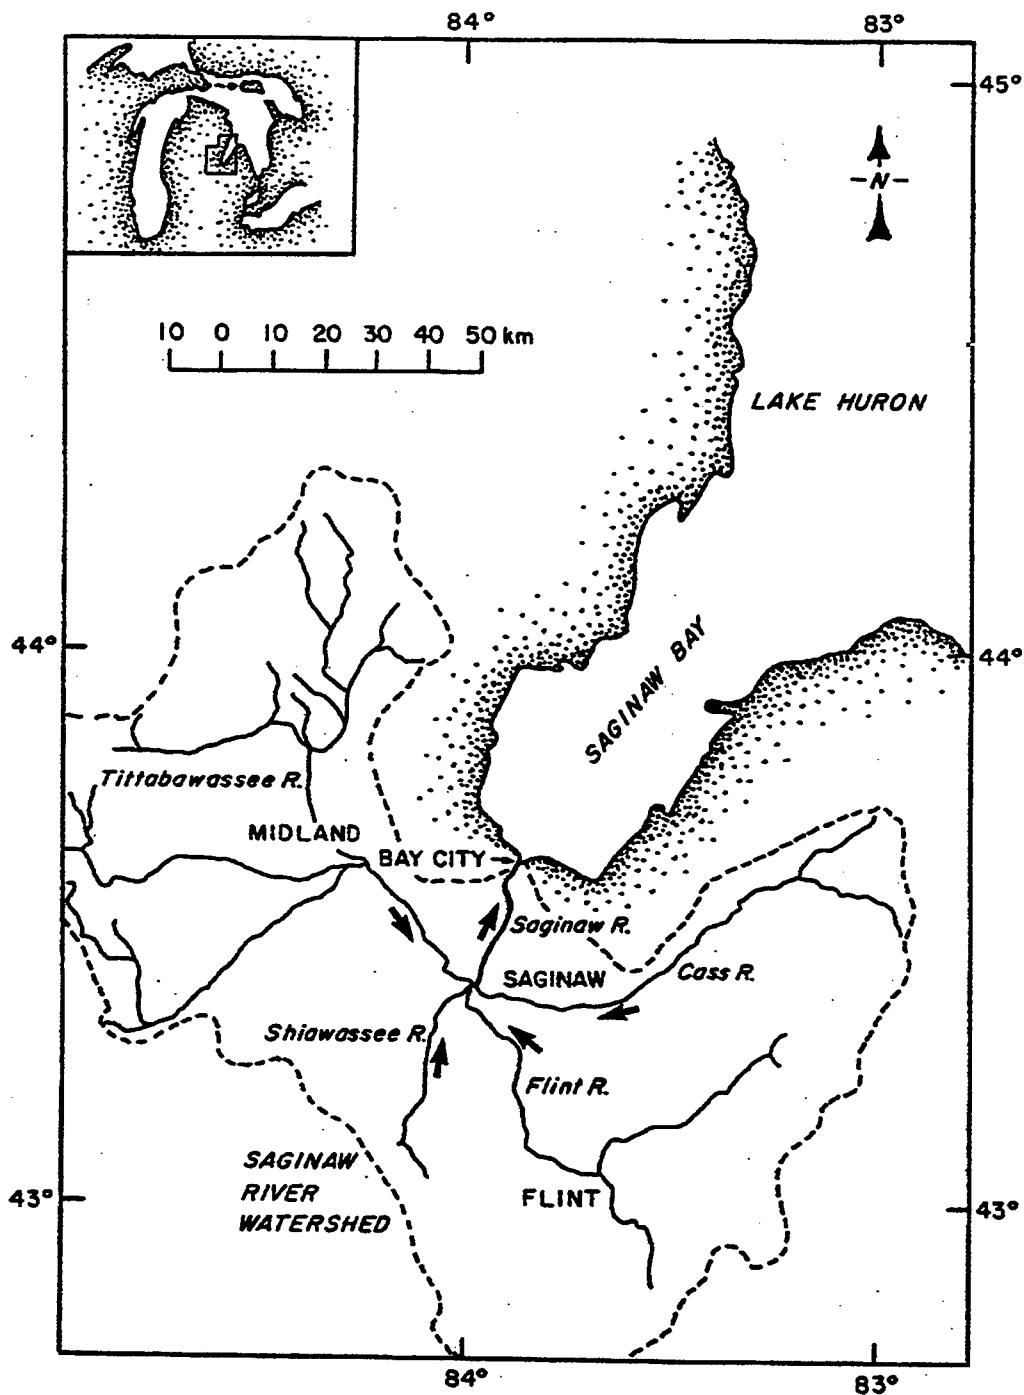 84° 83°
45°
N
10 0 10 20 30 40 50 km
LAKE HURON
44° 44°
SAGINAW BAY
Tittabawassee R.
MIDLAND
BAY CITY
Saginaw R.
SAGINAW
Cass R.
Shiawassee R.
Flint R.
SAGINAW
RIVER
WATERSHED
FLINT
43° 43°
84° 83°